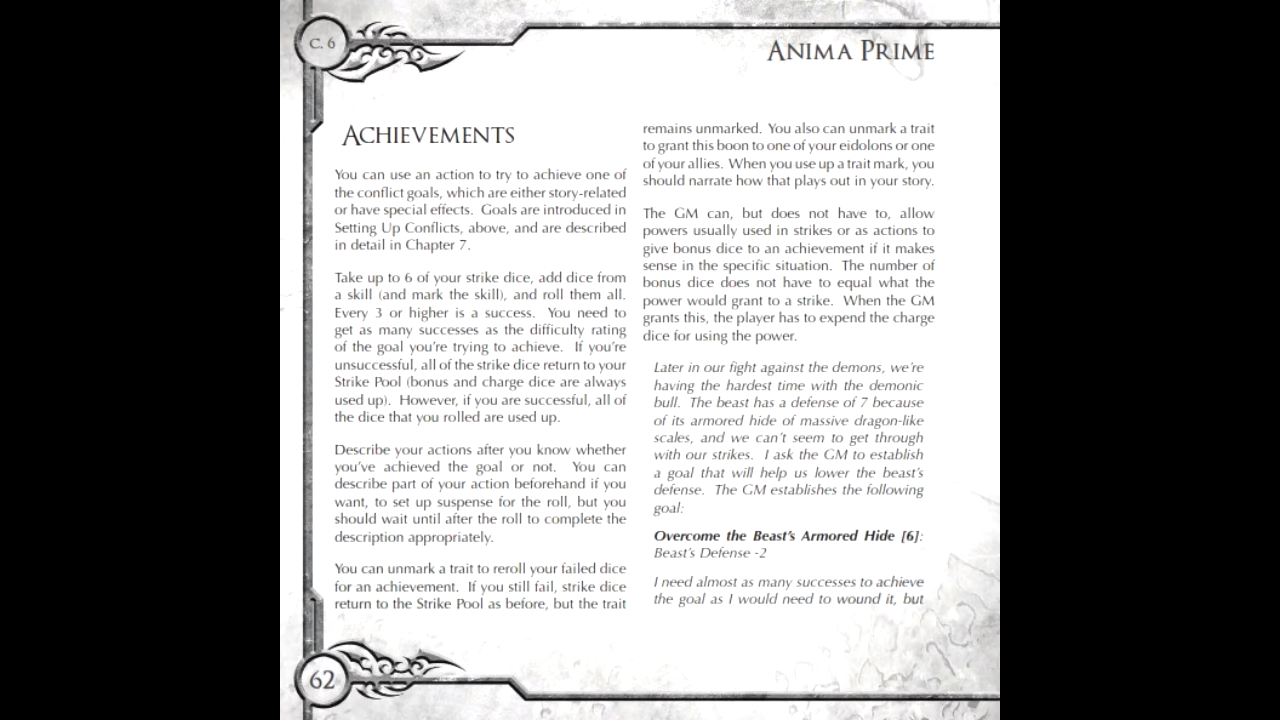 C. 6
ANIMA PRIME
ACHIEVEMENTS
You can use an action to try to achieve one of
the conflict goals, which are either story-related
or have special effects.  Goals are introduced in
Setting Up Conflicts, above, and are described
in detail in Chapter 7.
Take up to 6 of your strike dice, add dice from
a skill (and mark the skill), and roll them all.
Every 3 or higher is a success.  You need to
get as many successes as the difficulty rating
of the goal you're trying to achieve.  If you're
unsuccessful, all of the strike dice return to your
Strike Pool (bonus and charge dice are always
used up).  However, if you are successful, all of
the dice that you rolled are used up.
Describe your actions after you know whether
you've achieved the goal or not.  You can
describe part of your action beforehand if you
want, to set up suspense for the roll, but you
should wait until after the roll to complete the
description appropriately.
You can unmark a trait to reroll your failed dice
for an achievement.  If you still fail, strike dice
return to the Strike Pool as before, but the trait
remains unmarked.  You also can unmark a trait
to grant this boon to one of your eidolons or one
of your allies.  When you use up a trait mark, you
should narrate how that plays out in your story.
The GM can, but does not have to, allow
powers usually used in strikes or as actions to
give bonus dice to an achievement if it makes
sense in the specific situation.  The number of
bonus dice does not have to equal what the
power would grant to a strike.  When the GM
grants this, the player has to expend the charge
dice for using the power.
Later in our fight against the demons, we're
having the hardest time with the demonic
bull.  The beast has a defense of 7 because
of its armored hide of massive dragon-like
scales, and we can't seem to get through
with our strikes.  I ask the GM to establish
a goal that will help us lower the beast's
defense.  The GM establishes the following
goal:
Overcome the Beast's Armored Hide [6]:
Beast's Defense -2
I need almost as many successes to achieve
the goal as I would need to wound it, but
62